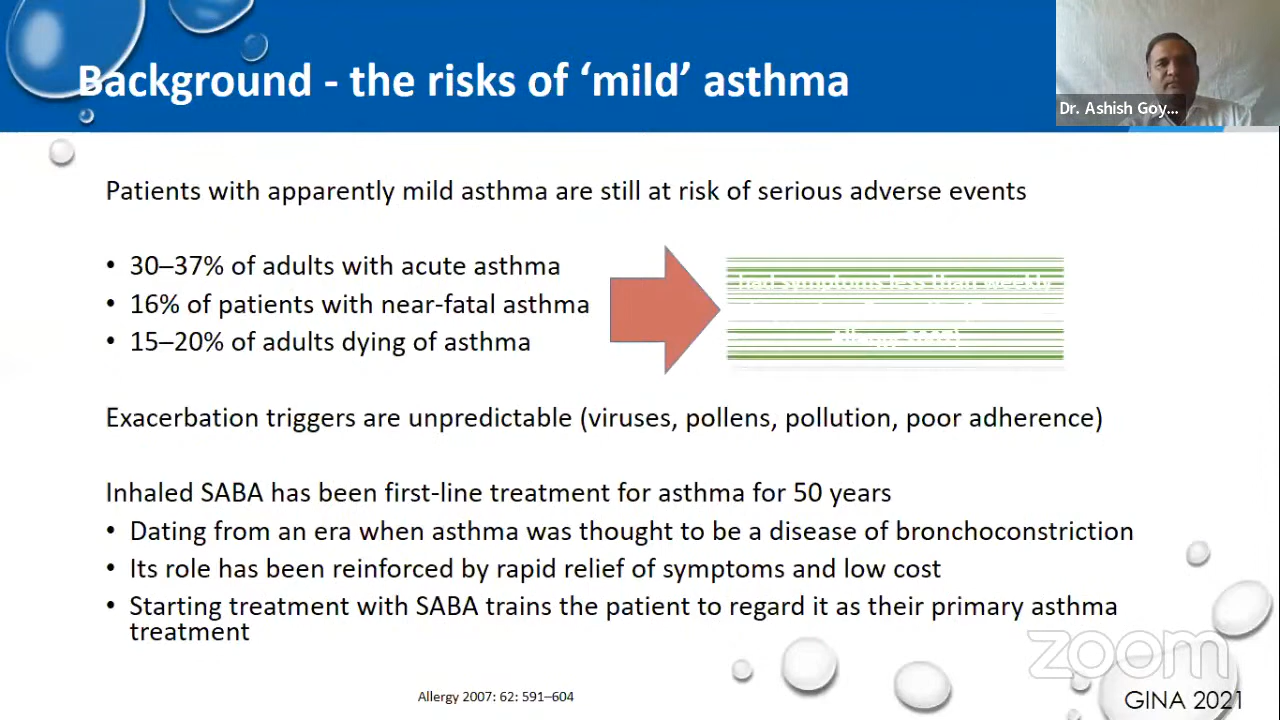 Background - the risks of ‘mild’ asthma
Dr. Ashish Goy...
Patients with apparently mild asthma are still at risk of serious adverse events
• 30–37% of adults with acute asthma
• 16% of patients with near-fatal asthma
• 15–20% of adults dying of asthma
had symptoms less than weekly
Exacerbation triggers are unpredictable (viruses, pollens, pollution, poor adherence)
Inhaled SABA has been first-line treatment for asthma for 50 years
• Dating from an era when asthma was thought to be a disease of bronchoconstriction
• Its role has been reinforced by rapid relief of symptoms and low cost
• Starting treatment with SABA trains the patient to regard it as their primary asthma
treatment
zoom
Allergy 2007: 62: 591–604
GINA 2021